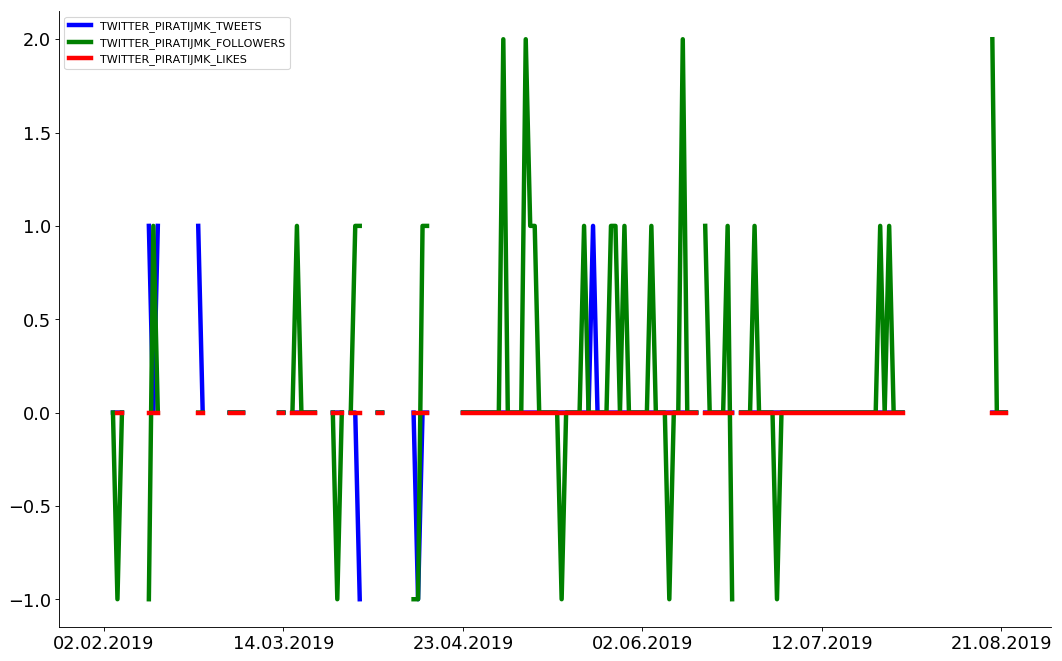 TWITTER_PIRATIJMK_TWEETS
TWITTER_PIRATIJMK_FOLLOWERS
TWITTER_PIRATIJMK_LIKES
2.0
1.5
1.0
0.5
0.0
−0.5
−1.0
02.02.2019 14.03.2019 23.04.2019 02.06.2019 12.07.2019 21.08.2019